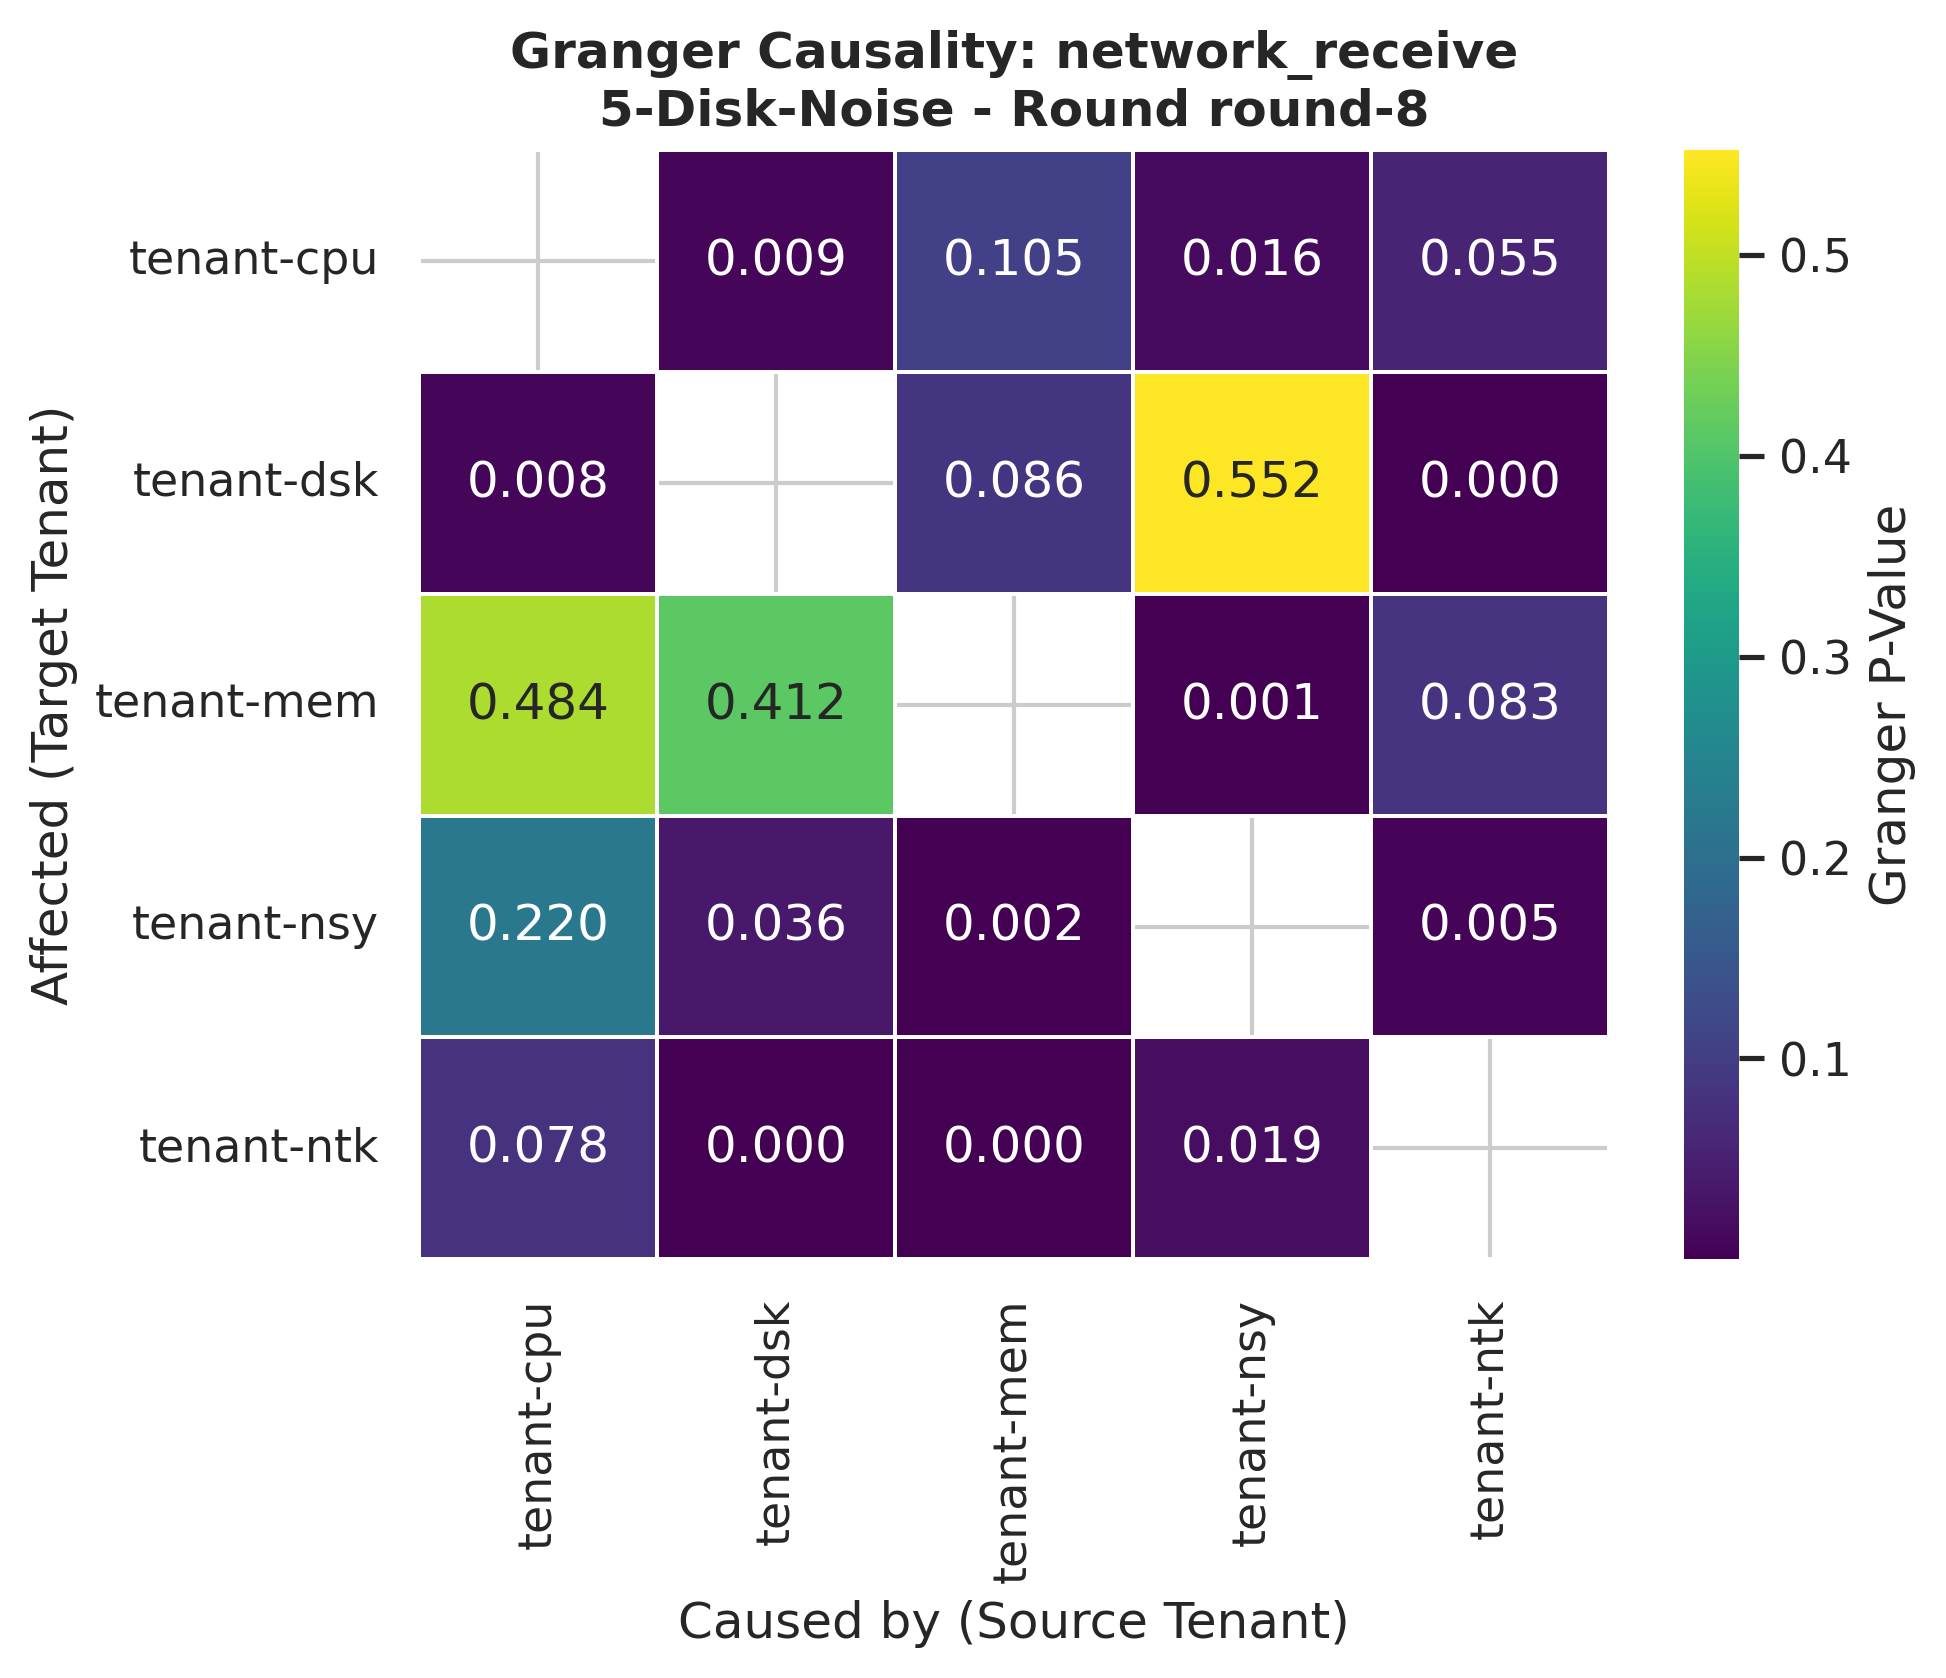 Granger Causality: network_receive
5-Disk-Noise - Round round-8
Affected (Target Tenant)
tenant-cpu 0.009 0.105 0.016 0.055
tenant-dsk 0.008 0.086 0.552 0.000
tenant-mem 0.484 0.412 0.001 0.083
tenant-nsy 0.220 0.036 0.002 0.005
tenant-ntk 0.078 0.000 0.000 0.019
tenant-cpu tenant-dsk tenant-mem tenant-nsy tenant-ntk
Caused by (Source Tenant)
0.5
0.4
0.3
0.2
0.1
Granger P-Value